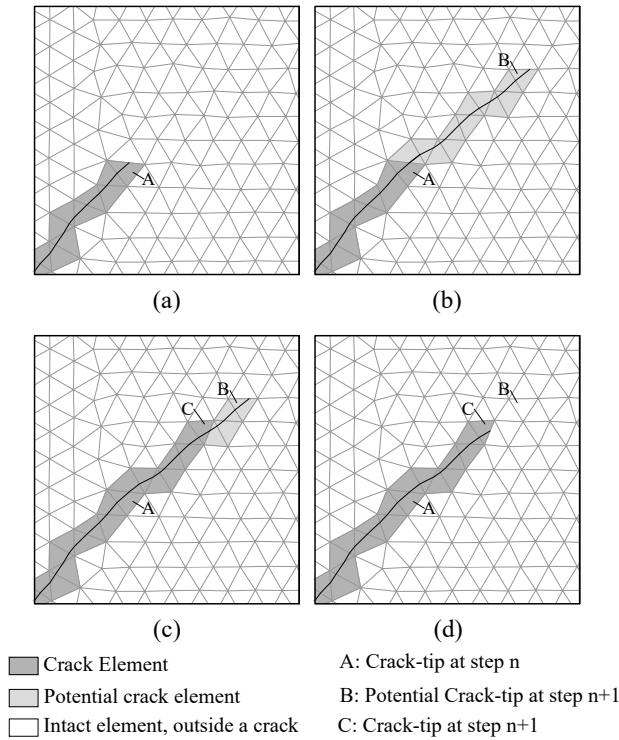 A
(a)
B
A
(b)
B
C
A
(c)
B
C
A
(d)
Crack Element
Potential crack element
Intact element, outside a crack
A: Crack-tip at step n
B: Potential Crack-tip at step n+1
C: Crack-tip at step n+1